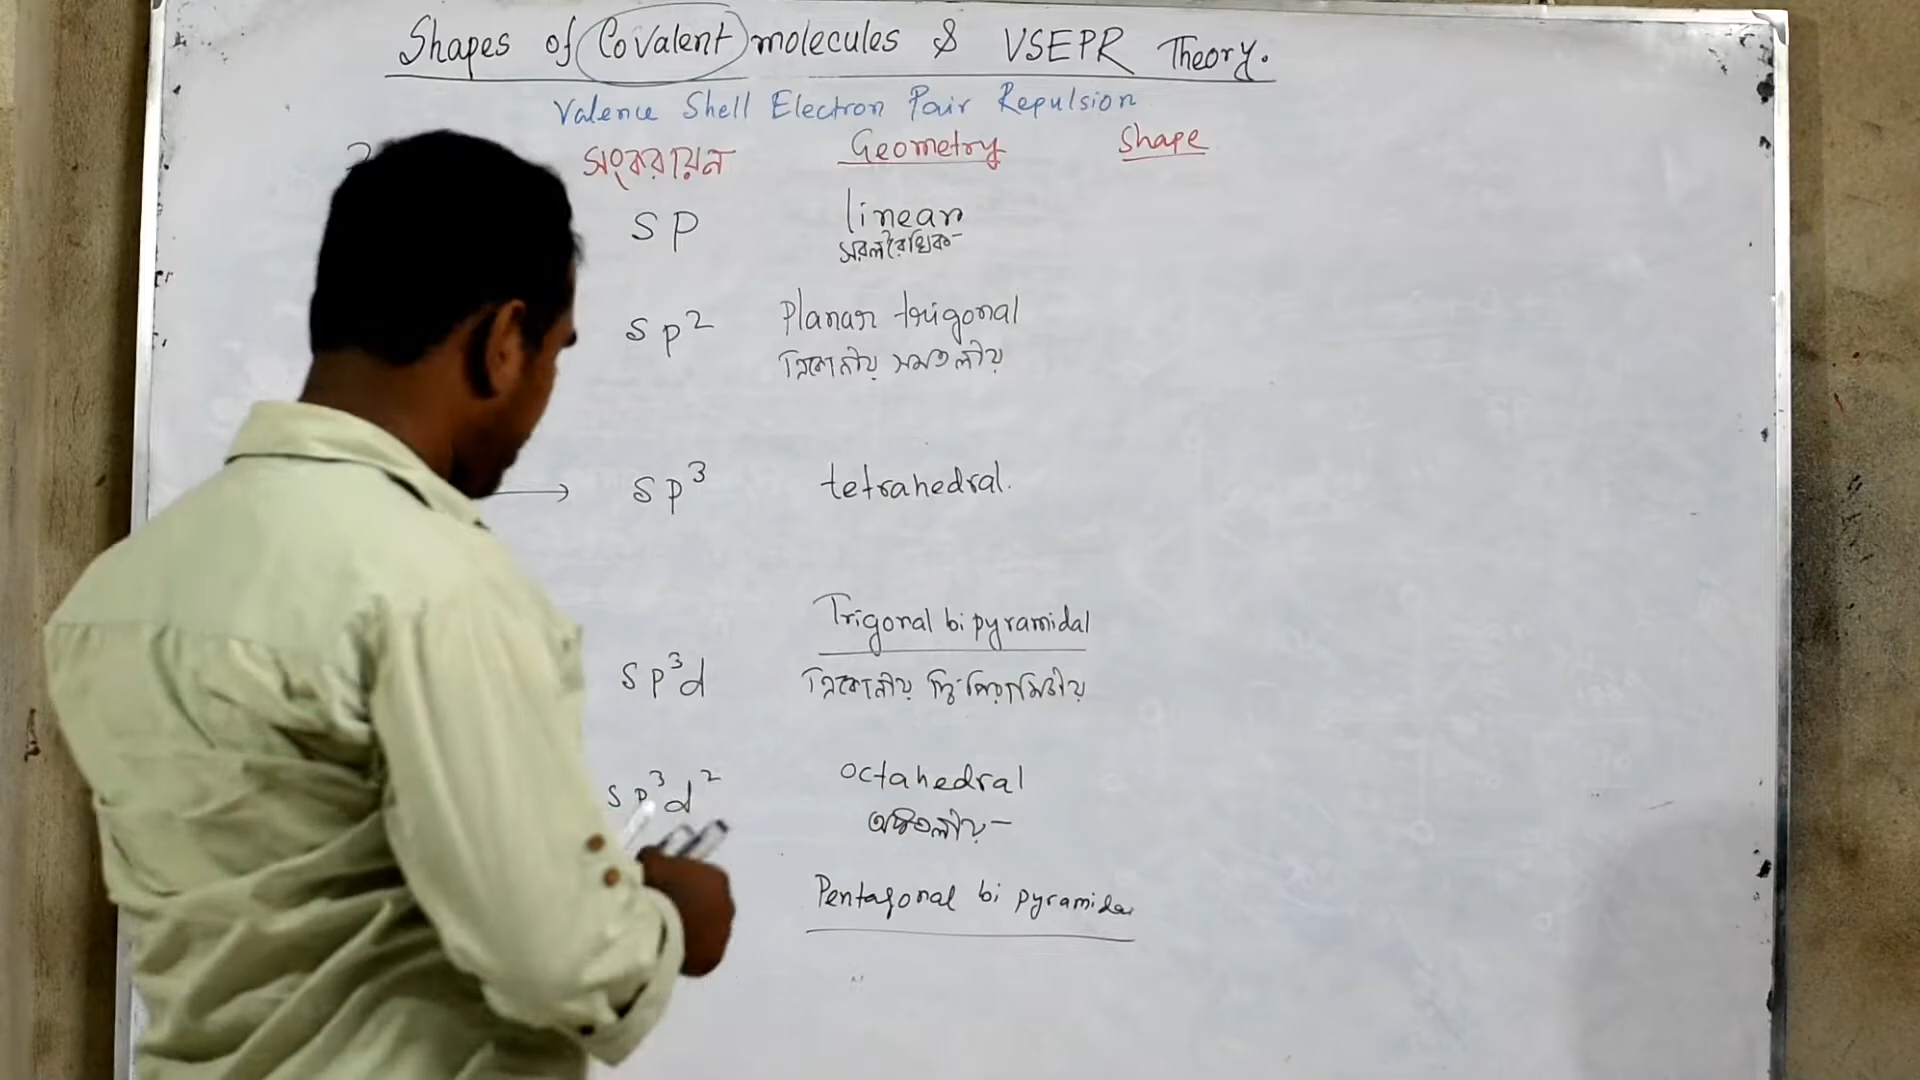 Shapes of Covalent molecules & VSEPR Theory.
Valence Shell Electron Pair Repulsion
সংকরায়ন Geometry Shape
sp linear
সরলরৈখিক
sp² Planar trigonal
ত্রিকোনীয় সমতলীয়
sp³ tetrahedral.
Trigonal bi pyramidal
sp³d ত্রিকোনীয় দ্বি-পিরামিডীয়
sp³d² octahedral
অষ্টতলীয়
Pentagonal bi pyramidal